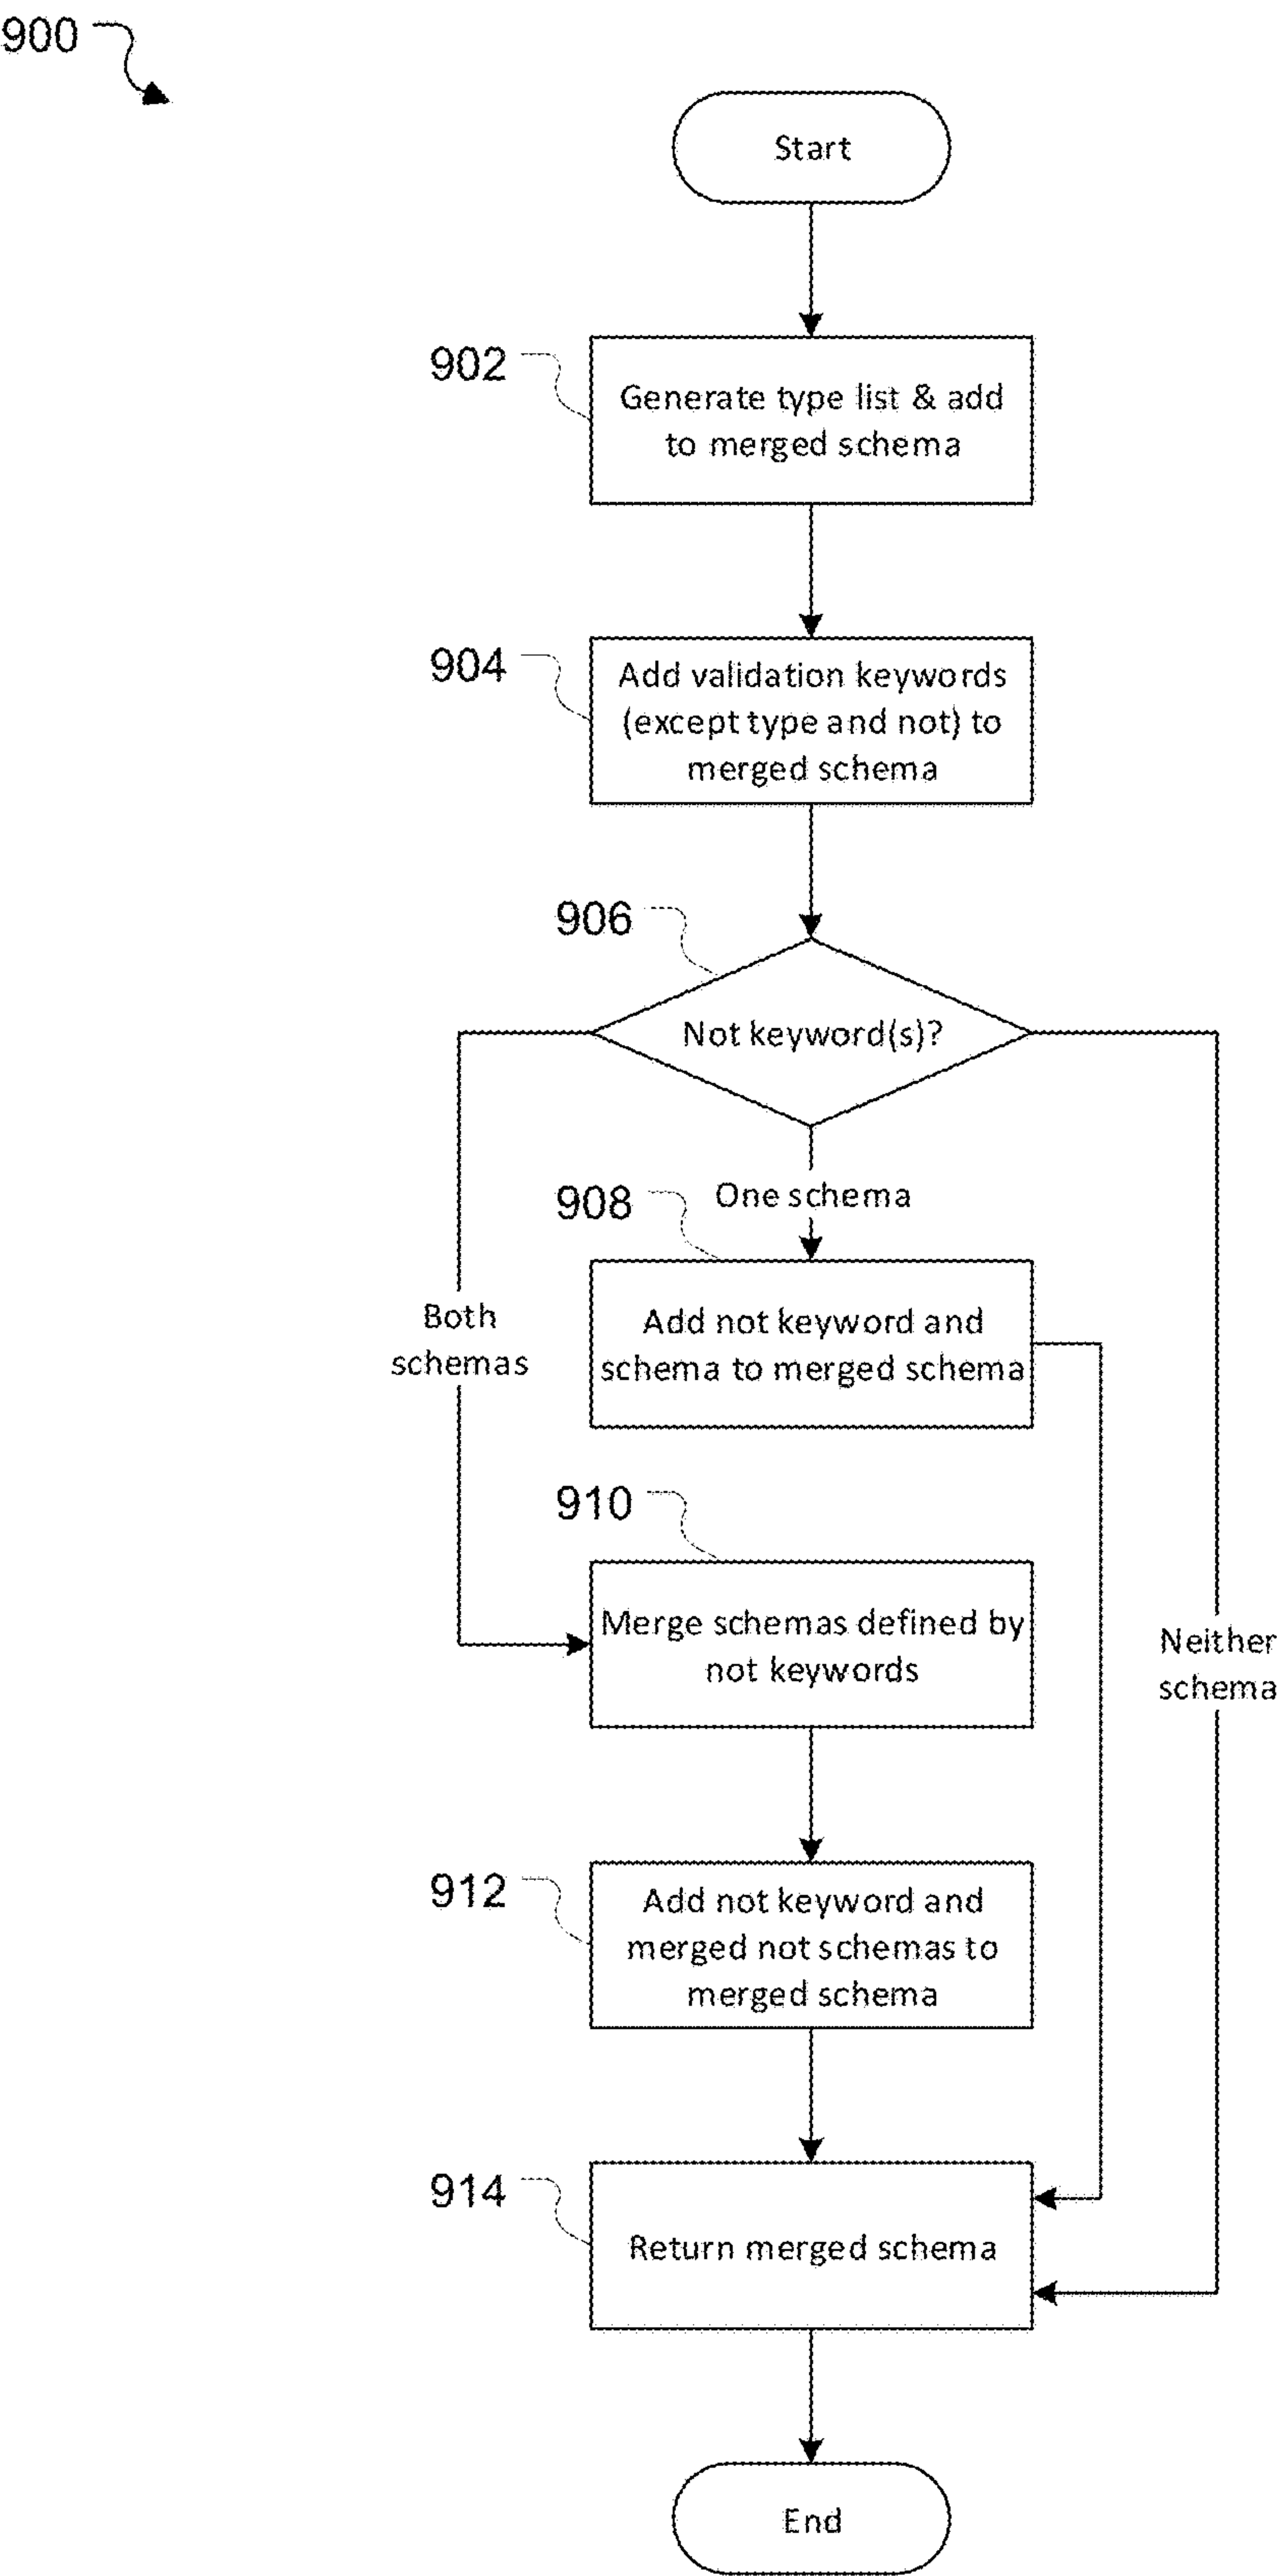 900
Start
902
Generate type list & add
to merged schema
904
Add validation keywords
(except type and not) to
merged schema
906
Not keyword(s)?
One schema
908
Add not keyword and
schema to merged schema
Both
schemas
910
Merge schemas defined by
not keywords
Neither
schema
912
Add not keyword and
merged not schemas to
merged schema
914
Return merged schema
End